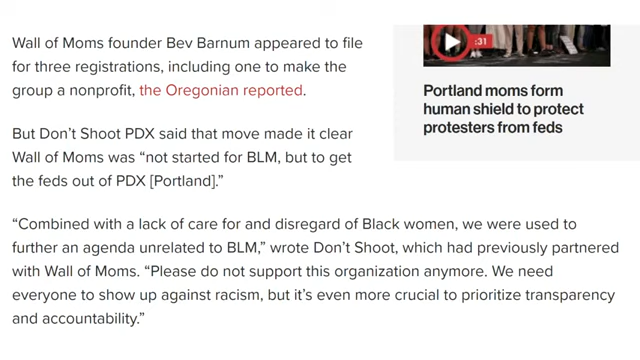 Wall of Moms founder Bev Barnum appeared to file
for three registrations, including one to make the
group a nonprofit, the Oregonian reported.
But Don’t Shoot PDX said that move made it clear
Wall of Moms was “not started for BLM, but to get
the feds out of PDX [Portland].”
:31
Portland moms form
human shield to protect
protesters from feds
“Combined with a lack of care for and disregard of Black women, we were used to
further an agenda unrelated to BLM,” wrote Don’t Shoot, which had previously partnered
with Wall of Moms. “Please do not support this organization anymore. We need
everyone to show up against racism, but it’s even more crucial to prioritize transparency
and accountability.”